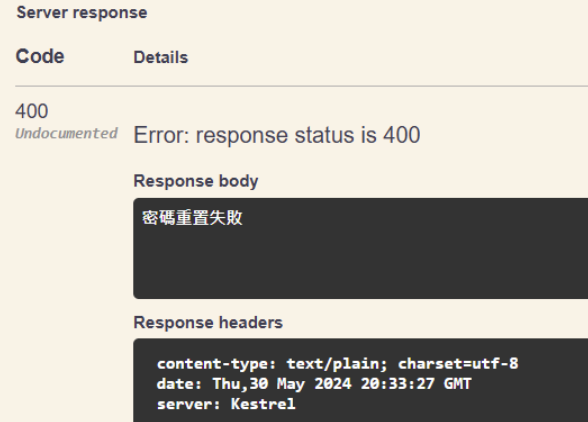 Server response
Code Details
400
Undocumented
Error: response status is 400
Response body
密碼重置失敗
Response headers
content-type: text/plain; charset=utf-8
date: Thu,30 May 2024 20:33:27 GMT
server: Kestrel